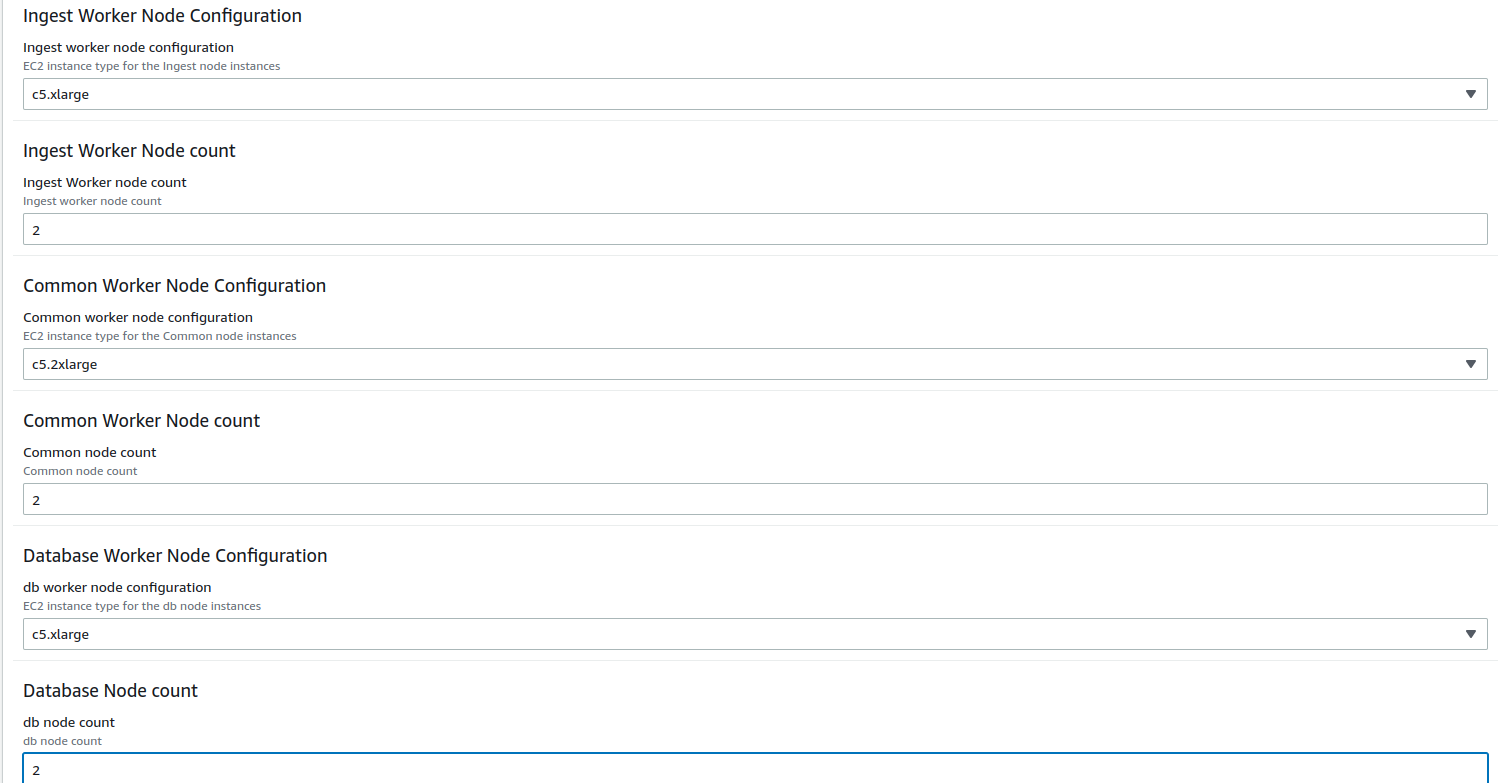 Ingest Worker Node Configuration
Ingest worker node configuration
EC2 instance type for the Ingest node instances
c5.xlarge
Ingest Worker Node count
Ingest Worker node count
Ingest worker node count
2
Common Worker Node Configuration
Common worker node configuration
EC2 instance type for the Common node instances
c5.2xlarge
Common Worker Node count
Common node count
Common node count
2
Database Worker Node Configuration
db worker node configuration
EC2 instance type for the db node instances
c5.xlarge
Database Node count
db node count
db node count
2